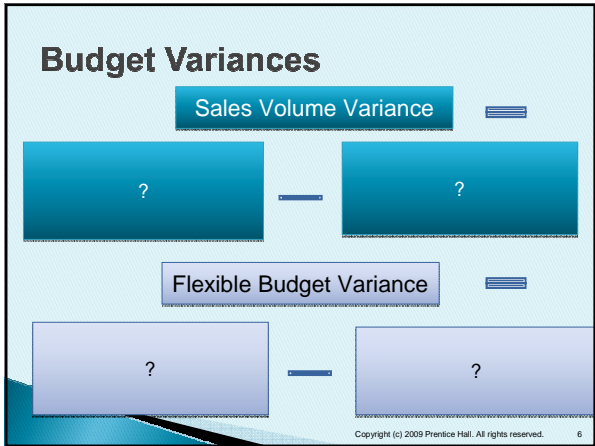 Budget Variances
Sales Volume Variance
?
?
Flexible Budget Variance
?
?
Copyright (c) 2009 Prentice Hall. All rights reserved. 6